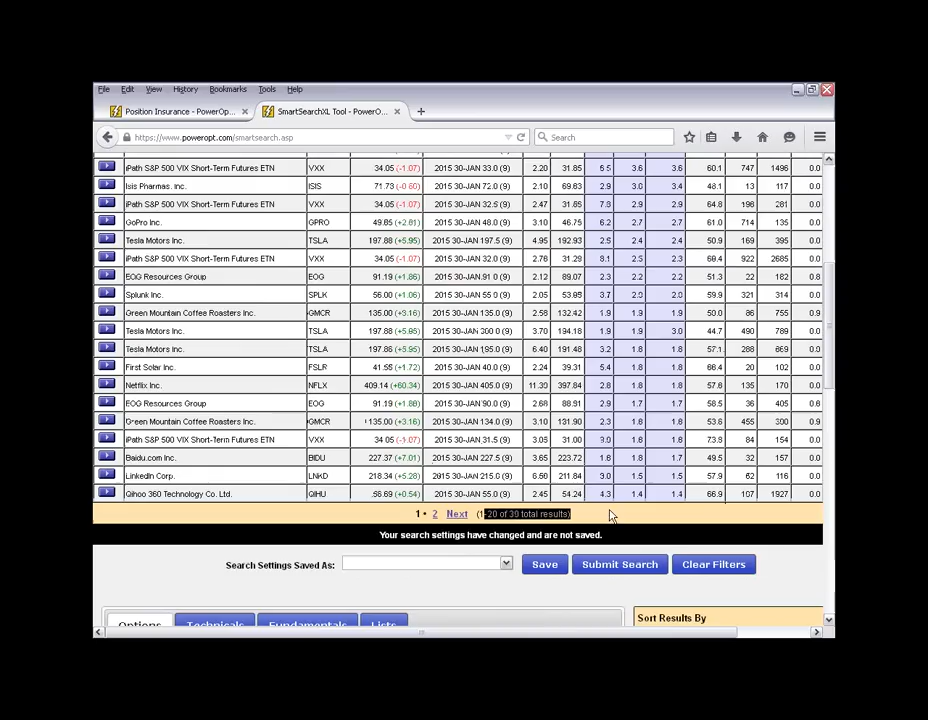 File Edit View History Bookmarks Tools Help
Position Insurance - PowerOp... × SmartSearchXL Tool - PowerO... × +
https://www.poweropt.com/smartsearch.asp Search
iPath S&P 500 VIX Short-Term Futures ETN VXX 34.05 (-1.07) 2015 30-JAN 33.0 (9) 2.20 31.85 6.5 3.6 3.6 60.1 747 1496 0.0
Isis Pharmas. Inc. ISIS 71.73 (-0.60) 2015 30-JAN 72.0 (9) 2.10 69.63 2.9 3.0 3.4 48.1 13 117 0.0
iPath S&P 500 VIX Short-Term Futures ETN VXX 34.05 (-1.07) 2015 30-JAN 32.5 (9) 2.47 31.58 7.8 2.9 2.9 64.8 198 281 0.0
GoPro Inc. GPRO 49.85 (+2.81) 2015 30-JAN 48.0 (9) 3.10 46.75 6.2 2.7 2.7 61.0 714 135 0.0
Tesla Motors Inc. TSLA 197.88 (+5.95) 2015 30-JAN 197.5 (9) 4.95 192.93 2.5 2.4 2.4 50.9 169 395 0.0
iPath S&P 500 VIX Short-Term Futures ETN VXX 34.05 (-1.07) 2015 30-JAN 32.0 (9) 2.76 31.29 8.1 2.5 2.3 69.4 922 2685 0.0
EOG Resources Group EOG 91.19 (+1.86) 2015 30-JAN 91.0 (9) 2.12 89.07 2.3 2.2 2.2 51.3 22 182 0.8
Splunk Inc. SPLK 56.00 (+1.06) 2015 30-JAN 55.0 (9) 2.05 53.95 3.7 2.0 2.0 59.9 321 314 0.0
Green Mountain Coffee Roasters Inc. GMCR 135.00 (+3.16) 2015 30-JAN 135.0 (9) 2.58 132.42 1.9 1.9 1.9 50.0 86 755 0.9
Tesla Motors Inc. TSLA 197.88 (+5.95) 2015 30-JAN 200.0 (9) 3.70 194.18 1.9 1.9 3.0 44.7 490 789 0.0
Tesla Motors Inc. TSLA 197.88 (+5.95) 2015 30-JAN 195.0 (9) 6.40 191.48 3.2 1.8 1.8 57.1 288 669 0.0
First Solar Inc. FSLR 41.55 (+1.72) 2015 30-JAN 40.0 (9) 2.24 39.31 5.4 1.8 1.8 66.4 20 102 0.0
Netflix Inc. NFLX 409.14 (+60.34) 2015 30-JAN 405.0 (9) 11.30 397.84 2.8 1.8 1.8 57.6 135 170 0.0
EOG Resources Group EOG 91.19 (+1.86) 2015 30-JAN 90.0 (9) 2.68 88.51 2.9 1.7 1.7 58.5 36 405 0.8
Green Mountain Coffee Roasters Inc. GMCR 135.00 (+3.16) 2015 30-JAN 134.0 (9) 3.10 131.90 2.3 1.6 1.6 53.6 455 300 0.9
iPath S&P 500 VIX Short-Term Futures ETN VXX 34.05 (-1.07) 2015 30-JAN 31.5 (9) 3.05 31.00 9.0 1.6 1.6 73.8 84 154 0.0
Baidu.com Inc. BIDU 227.37 (+7.01) 2015 30-JAN 227.5 (9) 3.65 223.72 1.6 1.6 1.7 49.5 32 157 0.0
LinkedIn Corp. LNKD 218.34 (+5.28) 2015 30-JAN 215.0 (9) 6.50 211.84 3.0 1.5 1.5 57.9 62 116 0.0
Qihoo 360 Technology Co. Ltd. QIHU 56.69 (+0.54) 2015 30-JAN 55.0 (9) 2.45 54.24 4.3 1.4 1.4 66.9 107 1927 0.0
1 • 2 Next (1-20 of 39 total results)
Your search settings have changed and are not saved.
Search Settings Saved As: Save Submit Search Clear Filters
Options Technicals Fundamentals Lists Sort Results By